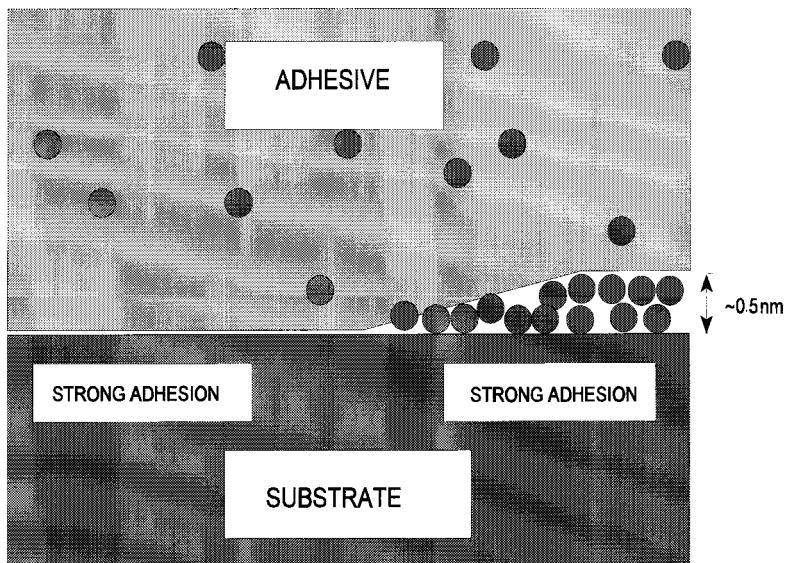 ADHESIVE
~0.5nm
STRONG ADHESION
STRONG ADHESION
SUBSTRATE